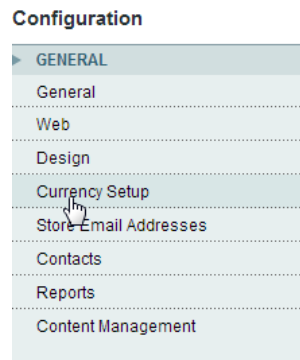 Configuration
GENERAL
General
Web
Design
Currency Setup
Store Email Addresses
Contacts
Reports
Content Management